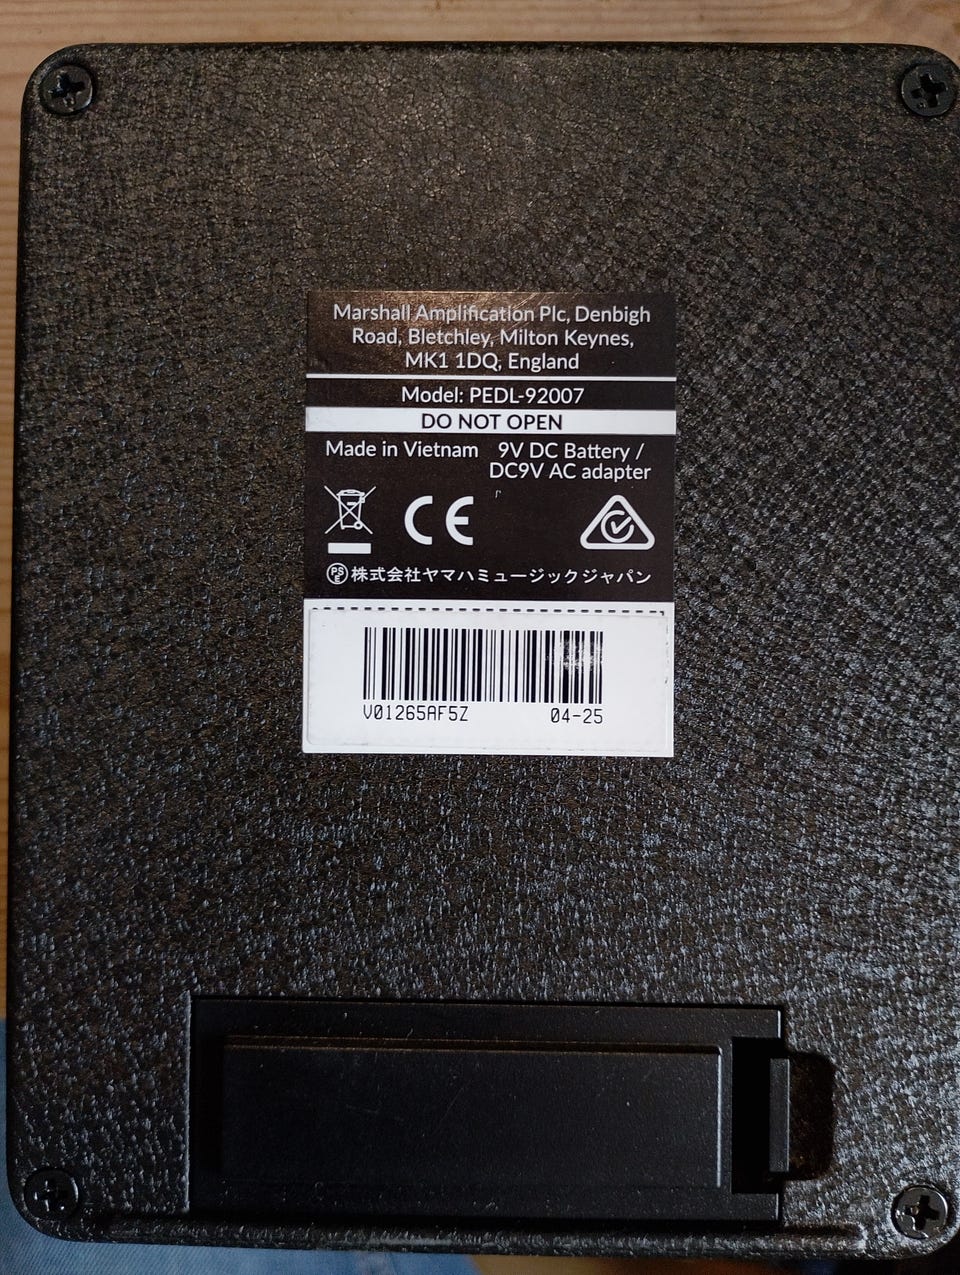 Marshall Amplification Plc, Denbigh
Road, Bletchley, Milton Keynes,
MK1 1DQ, England
Model: PEDL-92007
DO NOT OPEN
Made in Vietnam 9V DC Battery /
DC9V AC adapter
CE
PSE 株式会社ヤマハミュージックジャパン
V01265AF5Z 04-25